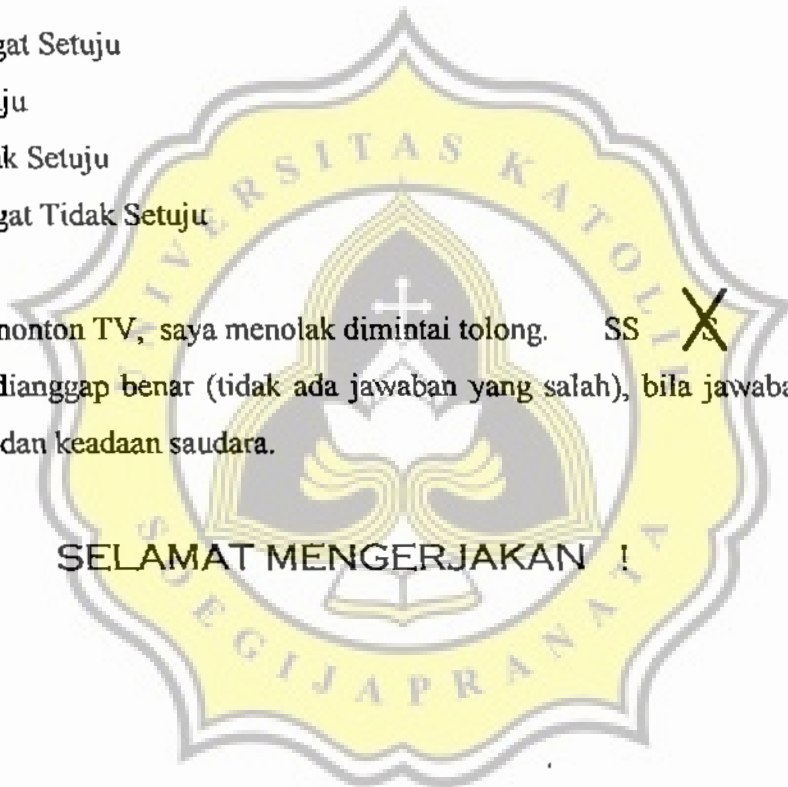 gat Setuju
ju
k Setuju
gat Tidak Setuju
nonton TV, saya menolak dimintai tolong. SS S
dianggap benar (tidak ada jawaban yang salah), bila jawaba
dan keadaan saudara.
SELAMAT MENGERJAKAN !
UNIVERSITAS KATOLIK
SOEGIJAPRANATA